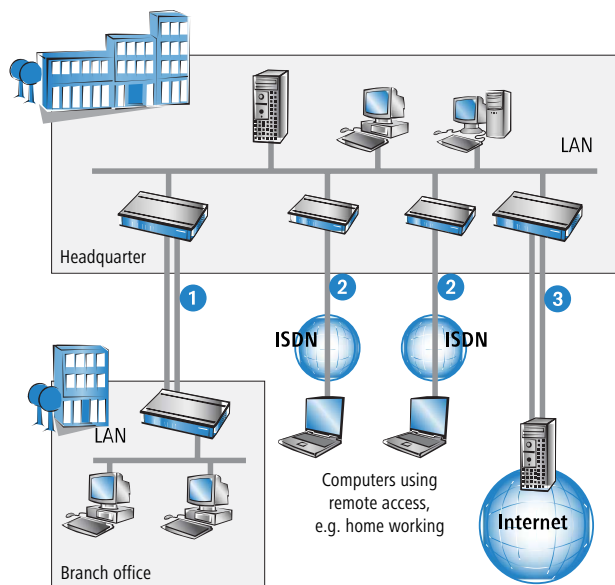 LAN
Headquarter
1
2
2
3
ISDN
ISDN
LAN
Computers using
remote access,
e.g. home working
Internet
Branch office